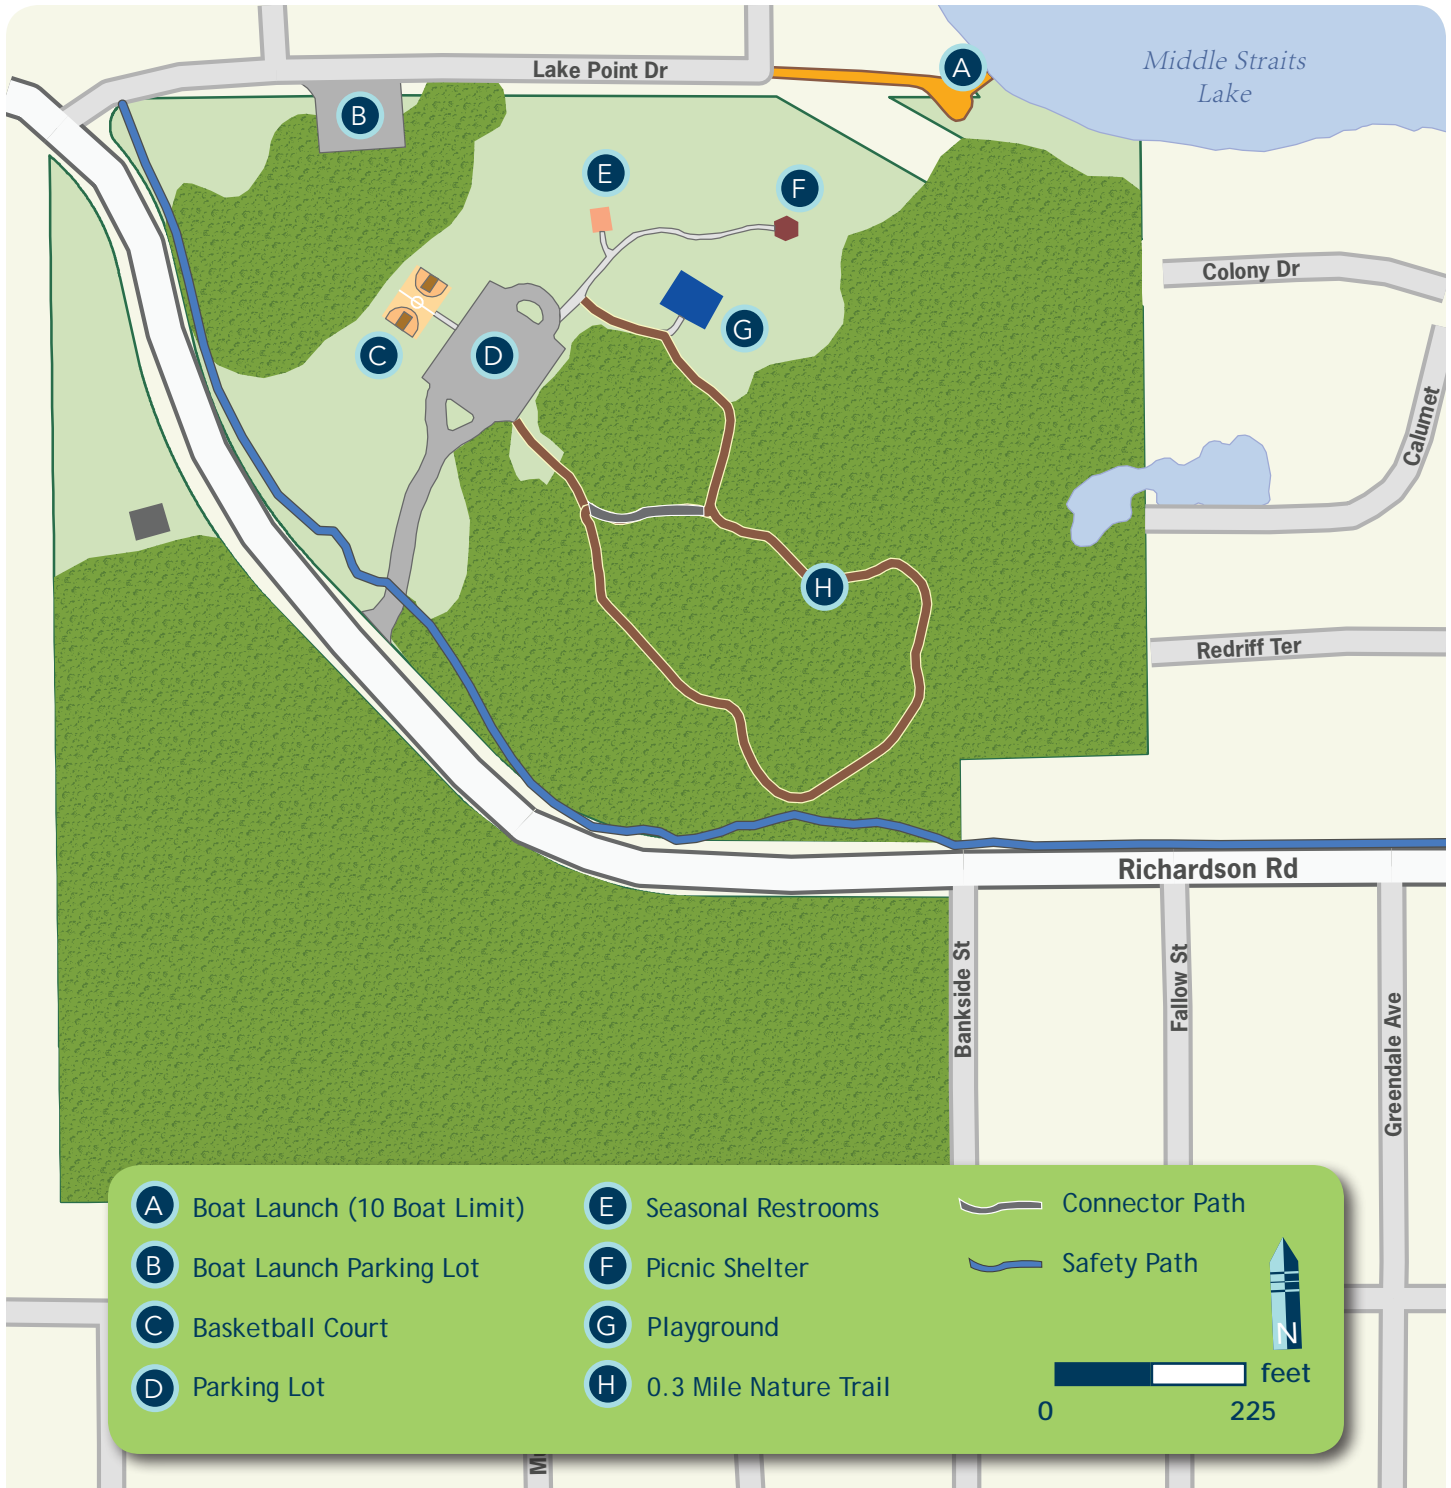 Lake Point Dr
A
Middle Straits
Lake
B
E
F
Colony Dr
G
C
D
Calumet
H
Redriff Ter
Richardson Rd
Bankside St
Fallow St
Greendale Ave
A Boat Launch (10 Boat Limit)
B Boat Launch Parking Lot
C Basketball Court
D Parking Lot
E Seasonal Restrooms
F Picnic Shelter
G Playground
H 0.3 Mile Nature Trail
Connector Path
Safety Path
N
feet
0 225